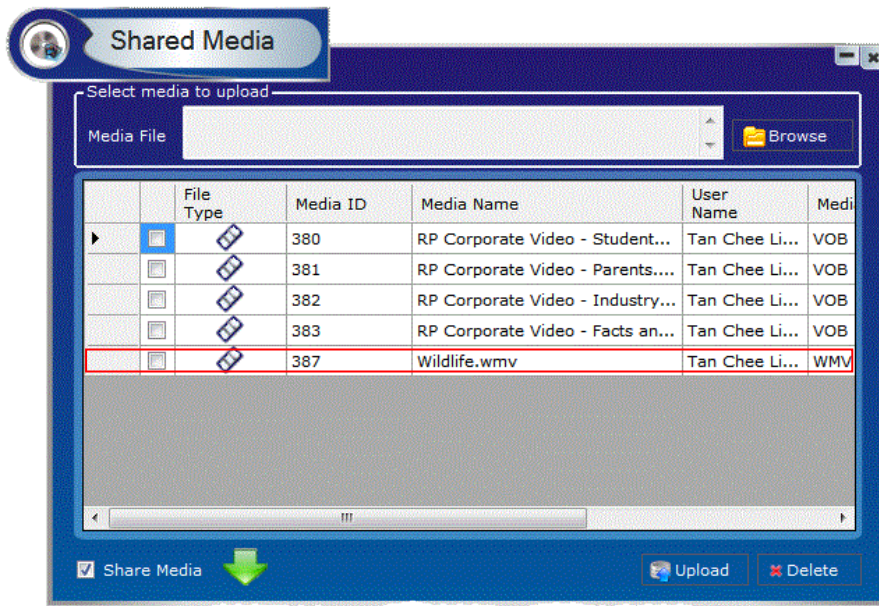 Shared Media
Select media to upload
Media File
Browse
File Type Media ID Media Name User Name Medi
380 RP Corporate Video - Student... Tan Chee Li... VOB
381 RP Corporate Video - Parents.... Tan Chee Li... VOB
382 RP Corporate Video - Industry... Tan Chee Li... VOB
383 RP Corporate Video - Facts an... Tan Chee Li... VOB
387 Wildlife.wmv Tan Chee Li... WMV
Share Media Upload Delete